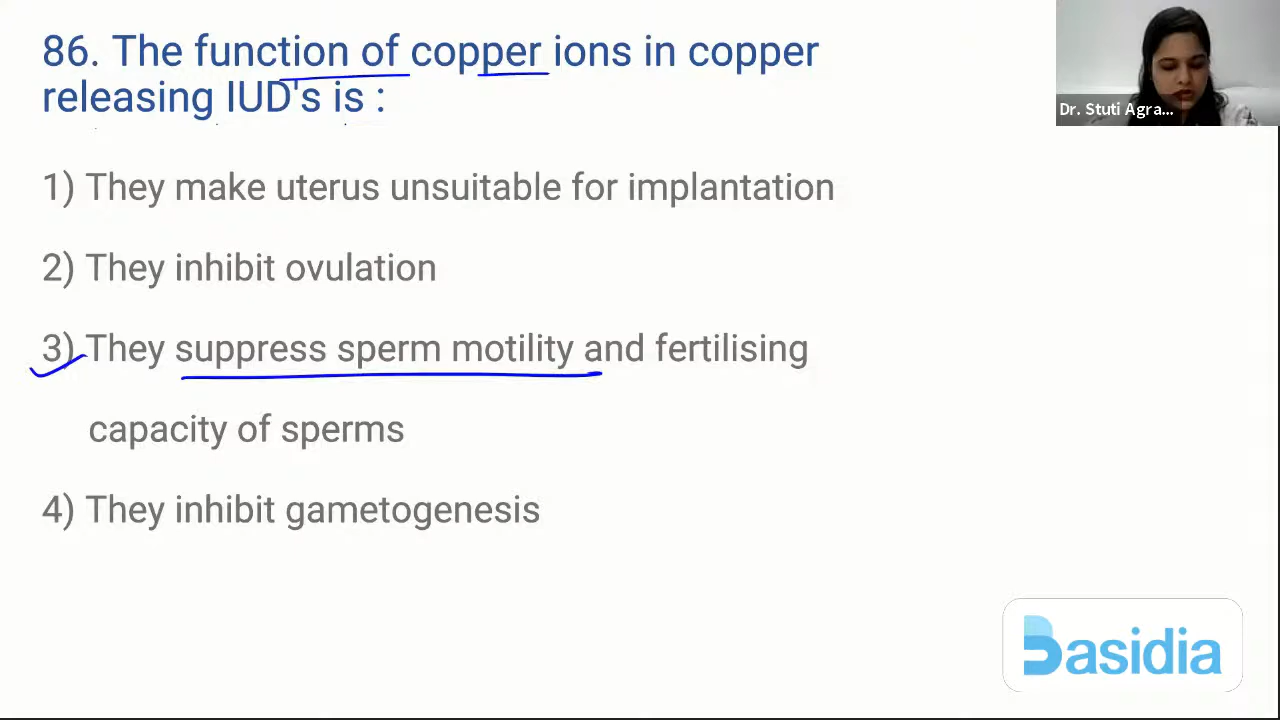 86. The function of copper ions in copper
releasing IUD's is :
Dr. Stuti Agra...
1) They make uterus unsuitable for implantation
2) They inhibit ovulation
3) They suppress sperm motility and fertilising
capacity of sperms
4) They inhibit gametogenesis
Basidia